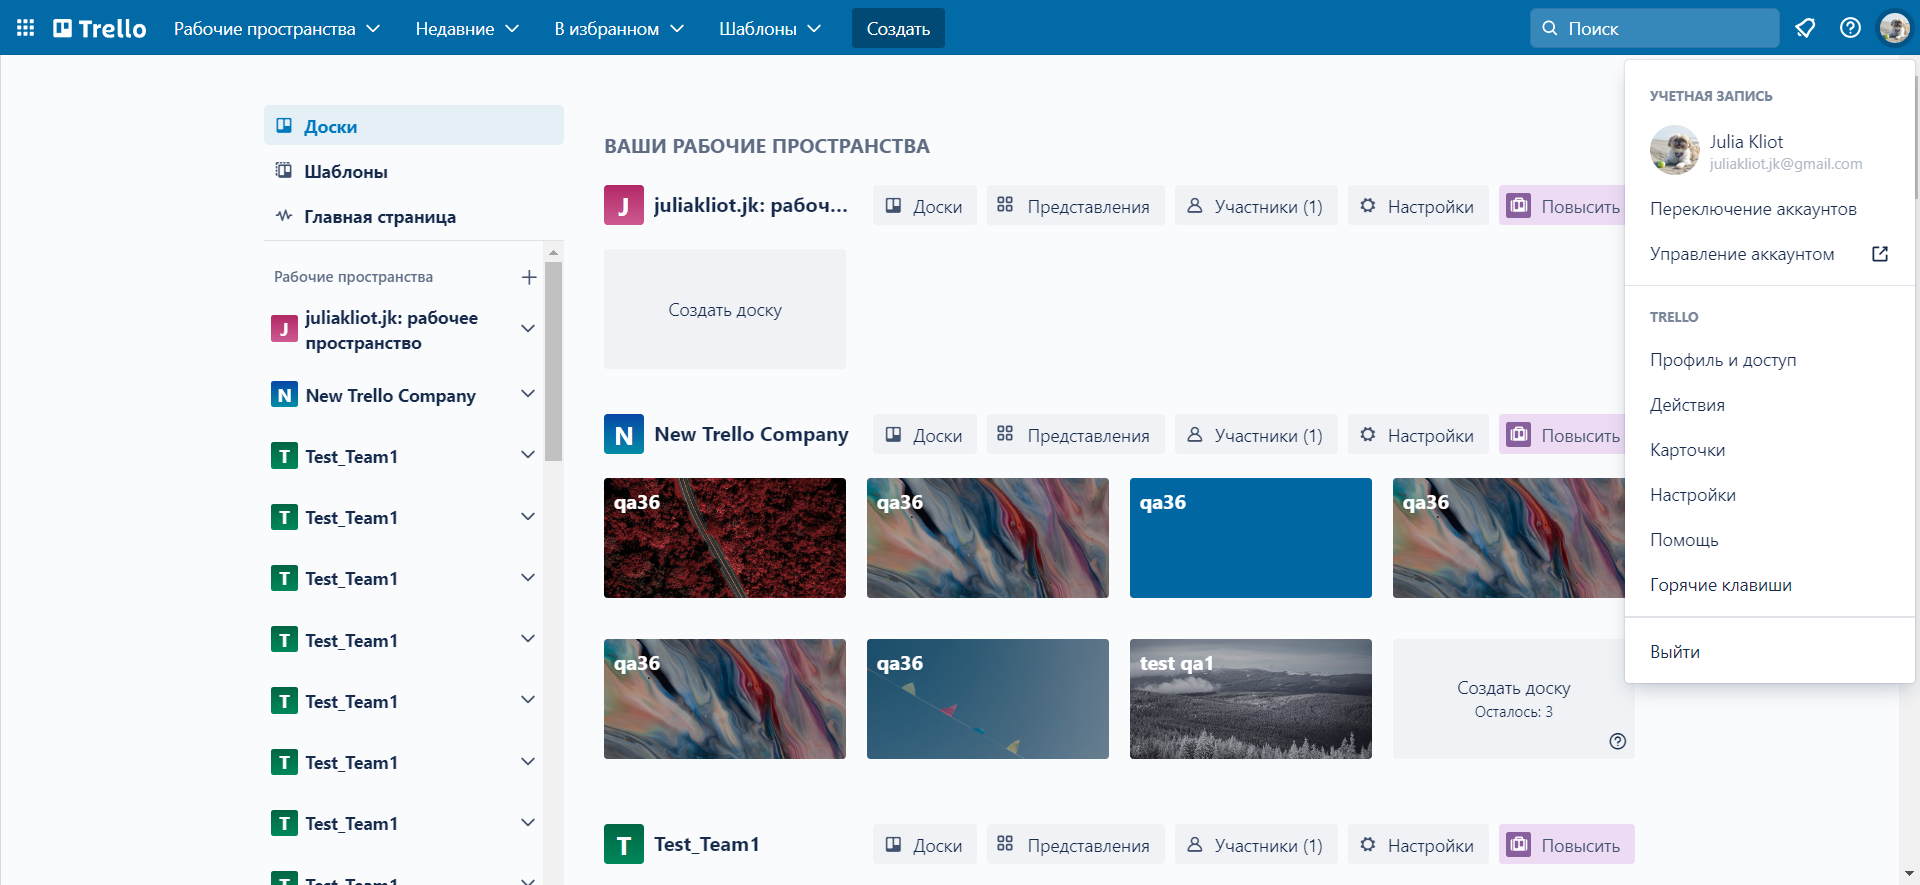 Trello
Рабочие пространства
Недавние
В избранном
Шаблоны
Создать
Поиск
Доски
Шаблоны
Главная страница
Рабочие пространства
J
juliakliot.jk: рабочее
пространство
N New Trello Company
T Test_Team1
T Test_Team1
T Test_Team1
T Test_Team1
T Test_Team1
T Test_Team1
T Test_Team1
T Test_Team1
ВАШИ РАБОЧИЕ ПРОСТРАНСТВА
J juliakliot.jk: рабоч...
Доски
Представления
Участники (1)
Настройки
Повысить
Создать доску
N New Trello Company
Доски
Представления
Участники (1)
Настройки
Повысить
qa36
qa36
qa36
qa36
qa36
qa36
test qa1
Создать доску
Осталось: 3
T Test_Team1
Доски
Представления
Участники (1)
Настройки
Повысить
УЧЕТНАЯ ЗАПИСЬ
Julia Kliot
juliakliot.jk@gmail.com
Переключение аккаунтов
Управление аккаунтом
TRELLO
Профиль и доступ
Действия
Карточки
Настройки
Помощь
Горячие клавиши
Выйти